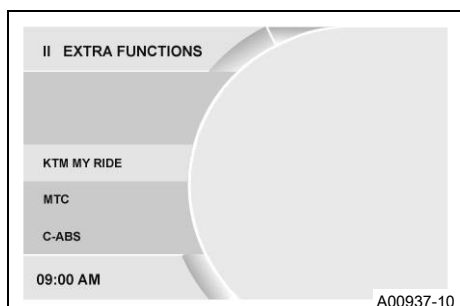 II EXTRA FUNCTIONS
KTM MY RIDE
MTC
C-ABS
09:00 AM
A00937-10